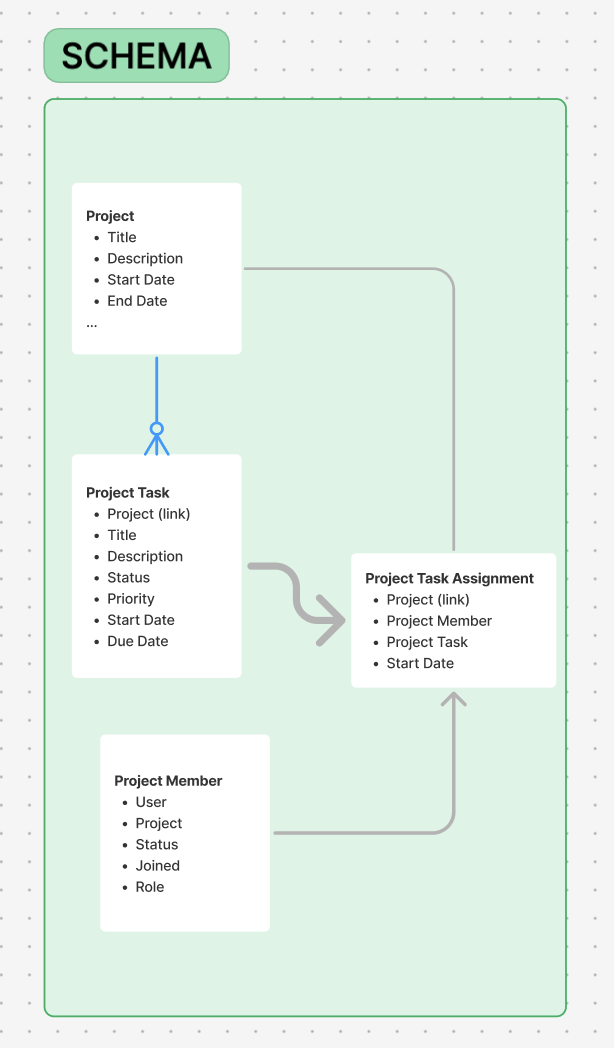 SCHEMA
Project
• Title
• Description
• Start Date
• End Date
...
Project Task
• Project (link)
• Title
• Description
• Status
• Priority
• Start Date
• Due Date
Project Task Assignment
• Project (link)
• Project Member
• Project Task
• Start Date
Project Member
• User
• Project
• Status
• Joined
• Role